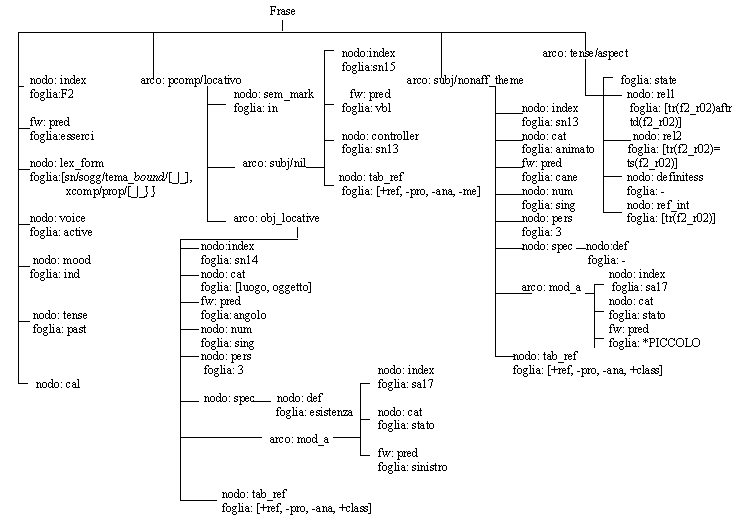 Frase
nodo: index
foglia:F2
fw: pred
foglia:esserci
nodo: lex_form
foglia:[sn/sogg/tema_bound/[_|_],
xcomp/prop/[_|_}}
nodo: voice
foglia: active
nodo: mood
foglia: ind
nodo: tense
foglia: past
nodo: cal
arco: pcomp/locativo
nodo: sem_mark
foglia: in
arco: subj/nil
nodo:index
foglia:sn15
fw: pred
foglia: vbl
nodo: controller
foglia: sn13
nodo: tab_ref
foglia: [+ref, -pro, -ana, -me]
arco: obj_locative
nodo:index
foglia: sn14
nodo: cat
foglia: [luogo, oggetto]
fw: pred
foglia: angolo
nodo: num
foglia: sing
nodo: pers
foglia: 3
nodo: spec
nodo: def
foglia: esistenza
arco: mod_a
nodo: index
foglia: sa17
nodo: cat
foglia: stato
fw: pred
foglia: sinistro
nodo: tab_ref
foglia: [+ref, -pro, -ana, +class]
arco: subj/nonaff_theme
nodo: index
foglia: sn13
nodo: cat
foglia: animato
fw: pred
foglia: cane
nodo: num
foglia: sing
nodo: pers
foglia: 3
nodo: spec
nodo:def
foglia: -
arco: mod_a
nodo: index
foglia: sa17
nodo: cat
foglia: stato
fw: pred
foglia: *PICCOLO
nodo: tab_ref
foglia: [+ref, -pro, -ana, +class]
arco: tense/aspect
foglia: state
nodo: rel1
foglia: [tr(f2_r02)aftr
td(f2_r02)]
nodo: rel2
foglia: [tr(f2_r02)=
ts(f2_r02)]
nodo: definitess
foglia: -
nodo: ref_int
foglia: [tr(f2_r02)]